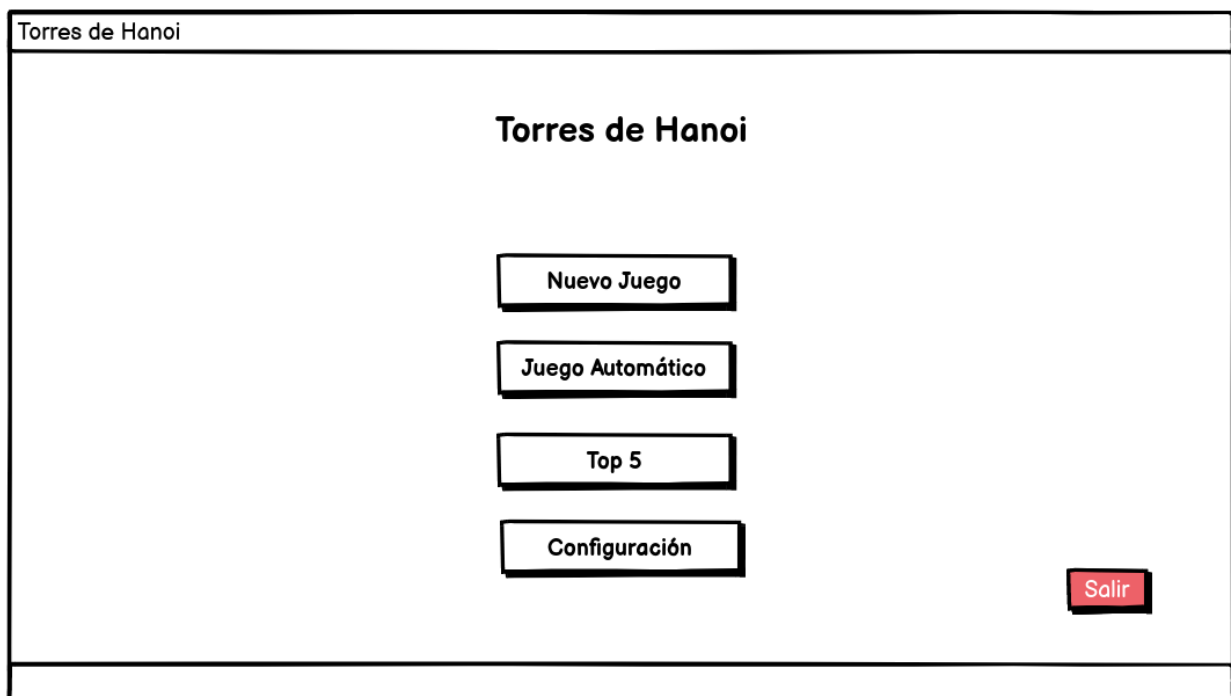 Torres de Hanoi
Torres de Hanoi
Nuevo Juego
Juego Automático
Top 5
Configuración
Salir